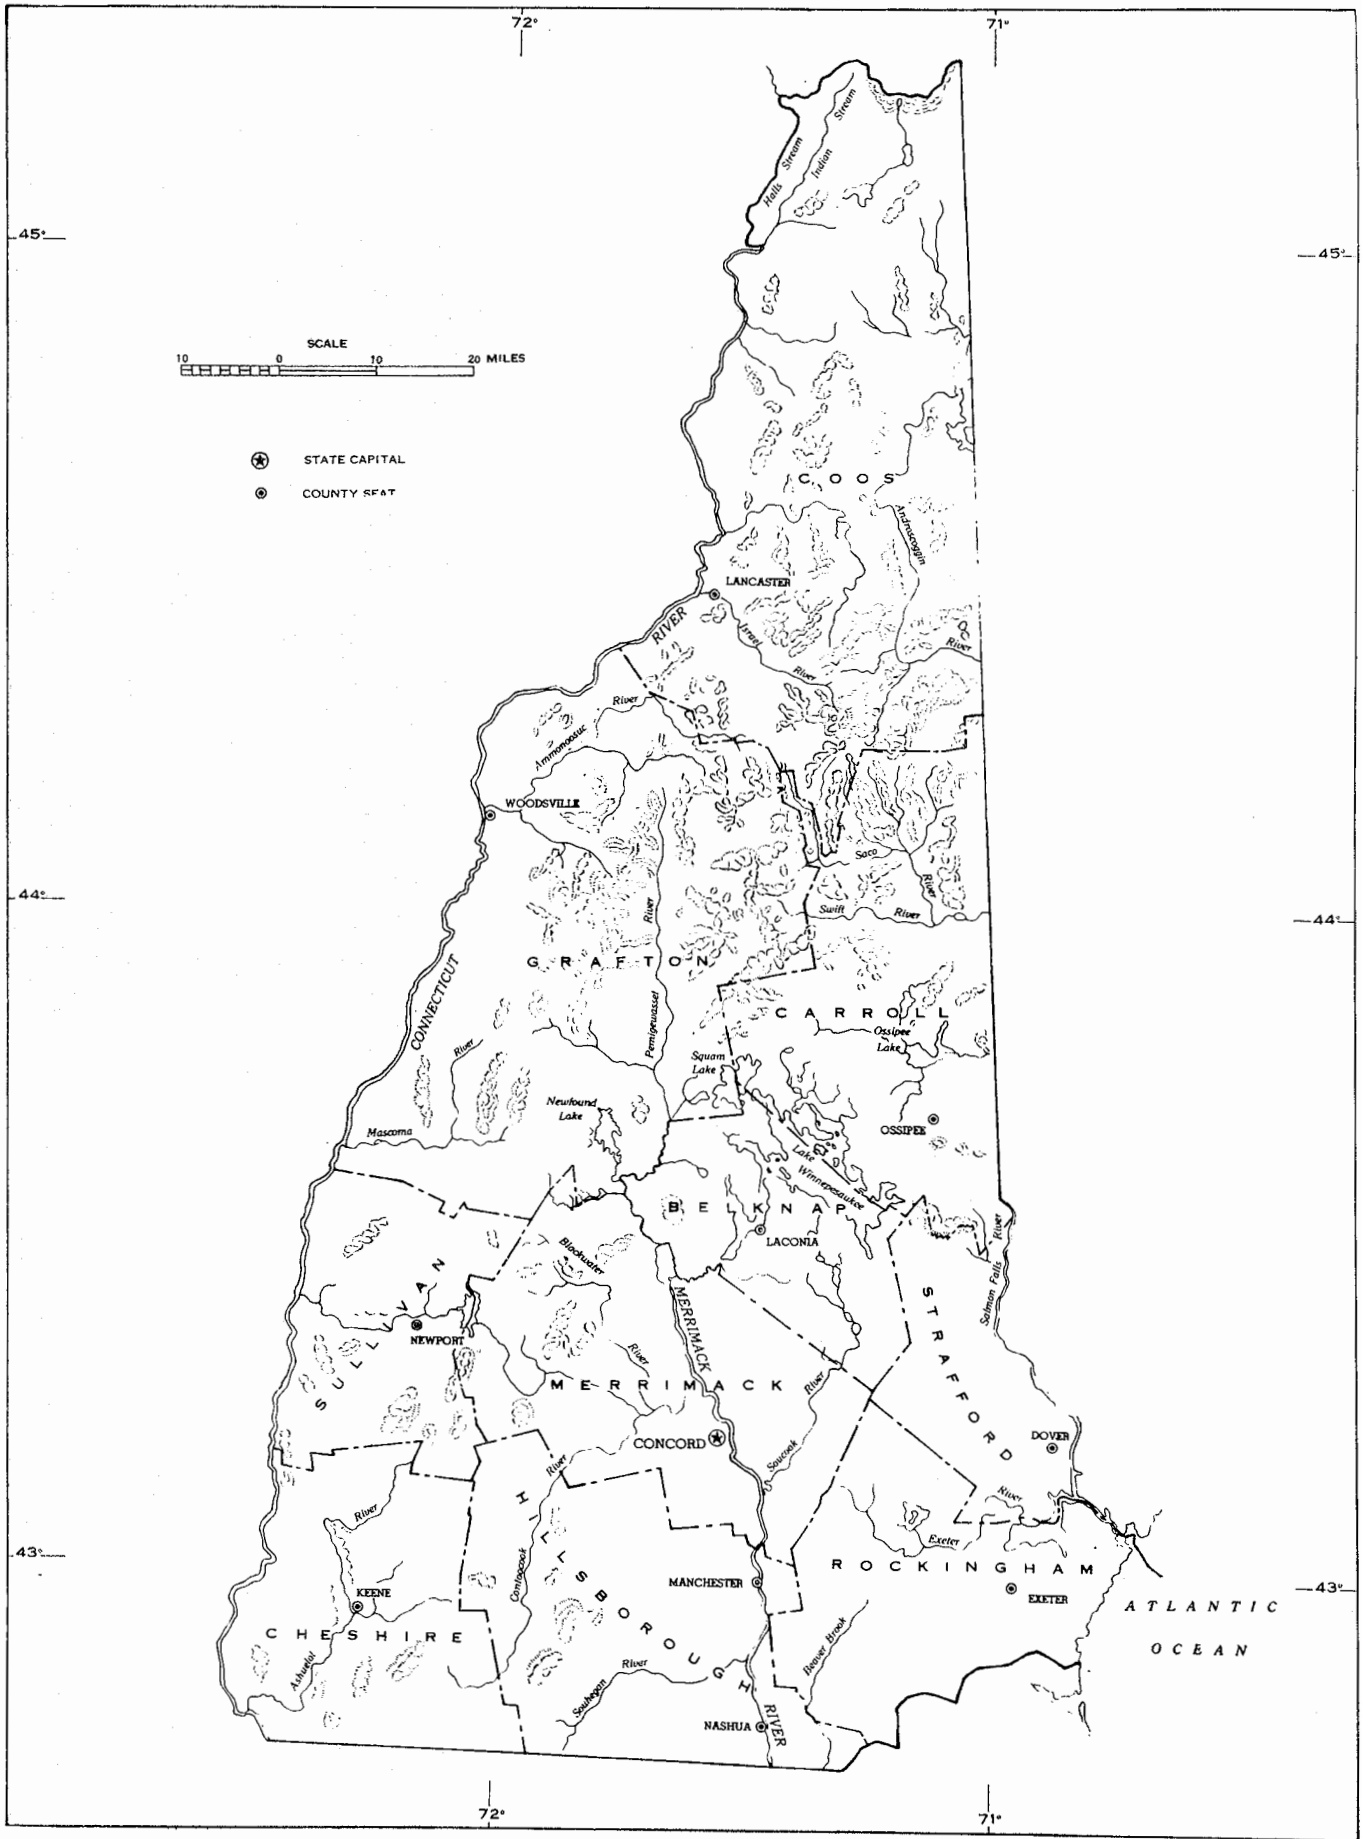 72°
71°
Halls Stream
Indian Stream
45°
45°
SCALE
10 0 10 20 MILES
STATE CAPITAL
COUNTY SEAT
COOS
Androscoggin
River
LANCASTER
Israel
River
RIVER
River
Ammonoosuc
WOODSVILLE
Saco
River
Swift River
44°
44°
River
GRAFTON
CONNECTICUT
Pemigewasset
CARROLL
Ossipee
Lake
River
Squam
Lake
Newfound
Lake
OSSIPEE
Mascoma
Lake
Winnepesaukee
BELKNAP
LACONIA
River
Salmon Falls
Blackwater
SULLIVAN
MERRIMACK
STRAFFORD
NEWPORT
River
MERRIMACK
River
CONCORD
DOVER
Soucook
River
River
River
HILLSBOROUGH
Exeter
43°
ROCKINGHAM
43°
Contoocook
MANCHESTER
KEENE
EXETER
ATLANTIC
OCEAN
CHESHIRE
Beaver Brook
Ashuelot
River
Souhegan
NASHUA
RIVER
72°
71°